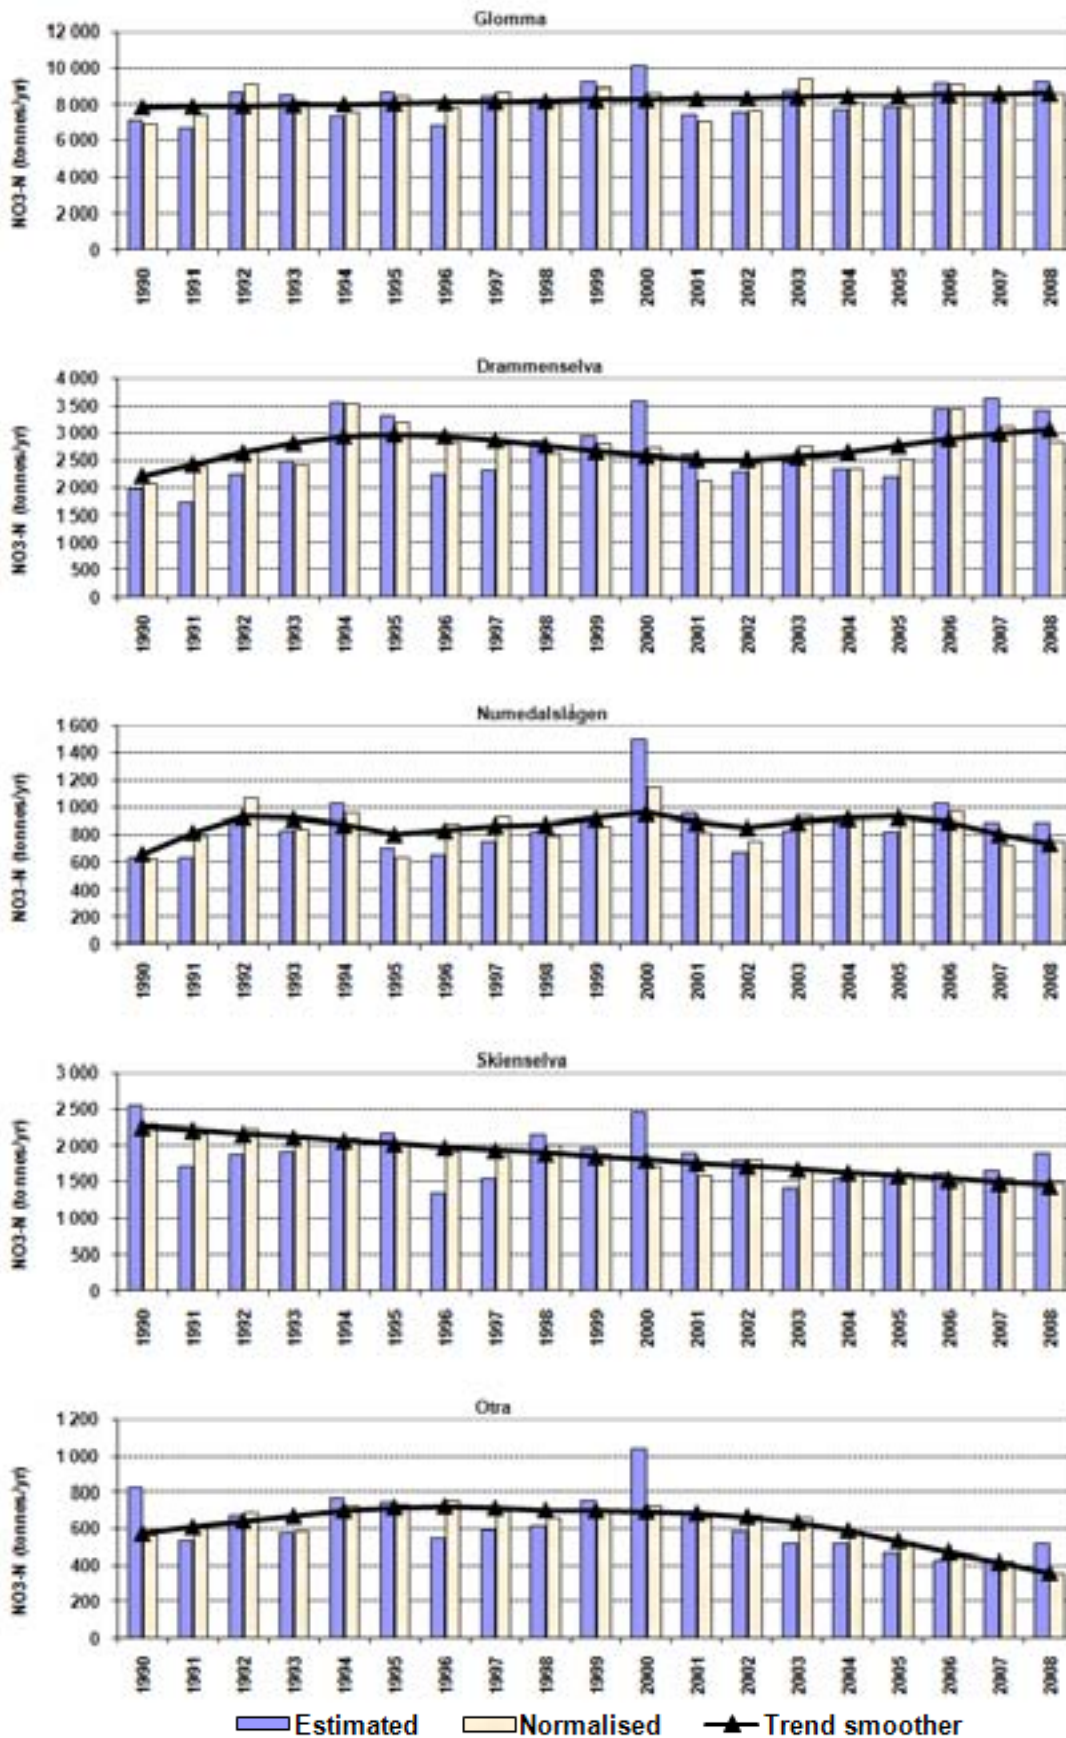 Glomma
NO3-N (tonnes/yr)
12 000
10 000
8 000
6 000
4 000
2 000
0
1990 1991 1992 1993 1994 1995 1996 1997 1998 1999 2000 2001 2002 2003 2004 2005 2006 2007 2008
Drammenselva
NO3-N (tonnes/yr)
4 000
3 500
3 000
2 500
2 000
1 500
1 000
500
0
1990 1991 1992 1993 1994 1995 1996 1997 1998 1999 2000 2001 2002 2003 2004 2005 2006 2007 2008
Numedalslågen
NO3-N (tonnes/yr)
1 600
1 400
1 200
1 000
800
600
400
200
0
1990 1991 1992 1993 1994 1995 1996 1997 1998 1999 2000 2001 2002 2003 2004 2005 2006 2007 2008
Skienselva
NO3-N (tonnes/yr)
3 000
2 500
2 000
1 500
1 000
500
0
1990 1991 1992 1993 1994 1995 1996 1997 1998 1999 2000 2001 2002 2003 2004 2005 2006 2007 2008
Otra
NO3-N (tonnes/yr)
1 200
1 000
800
600
400
200
0
1990 1991 1992 1993 1994 1995 1996 1997 1998 1999 2000 2001 2002 2003 2004 2005 2006 2007 2008
Estimated Normalised Trend smoother